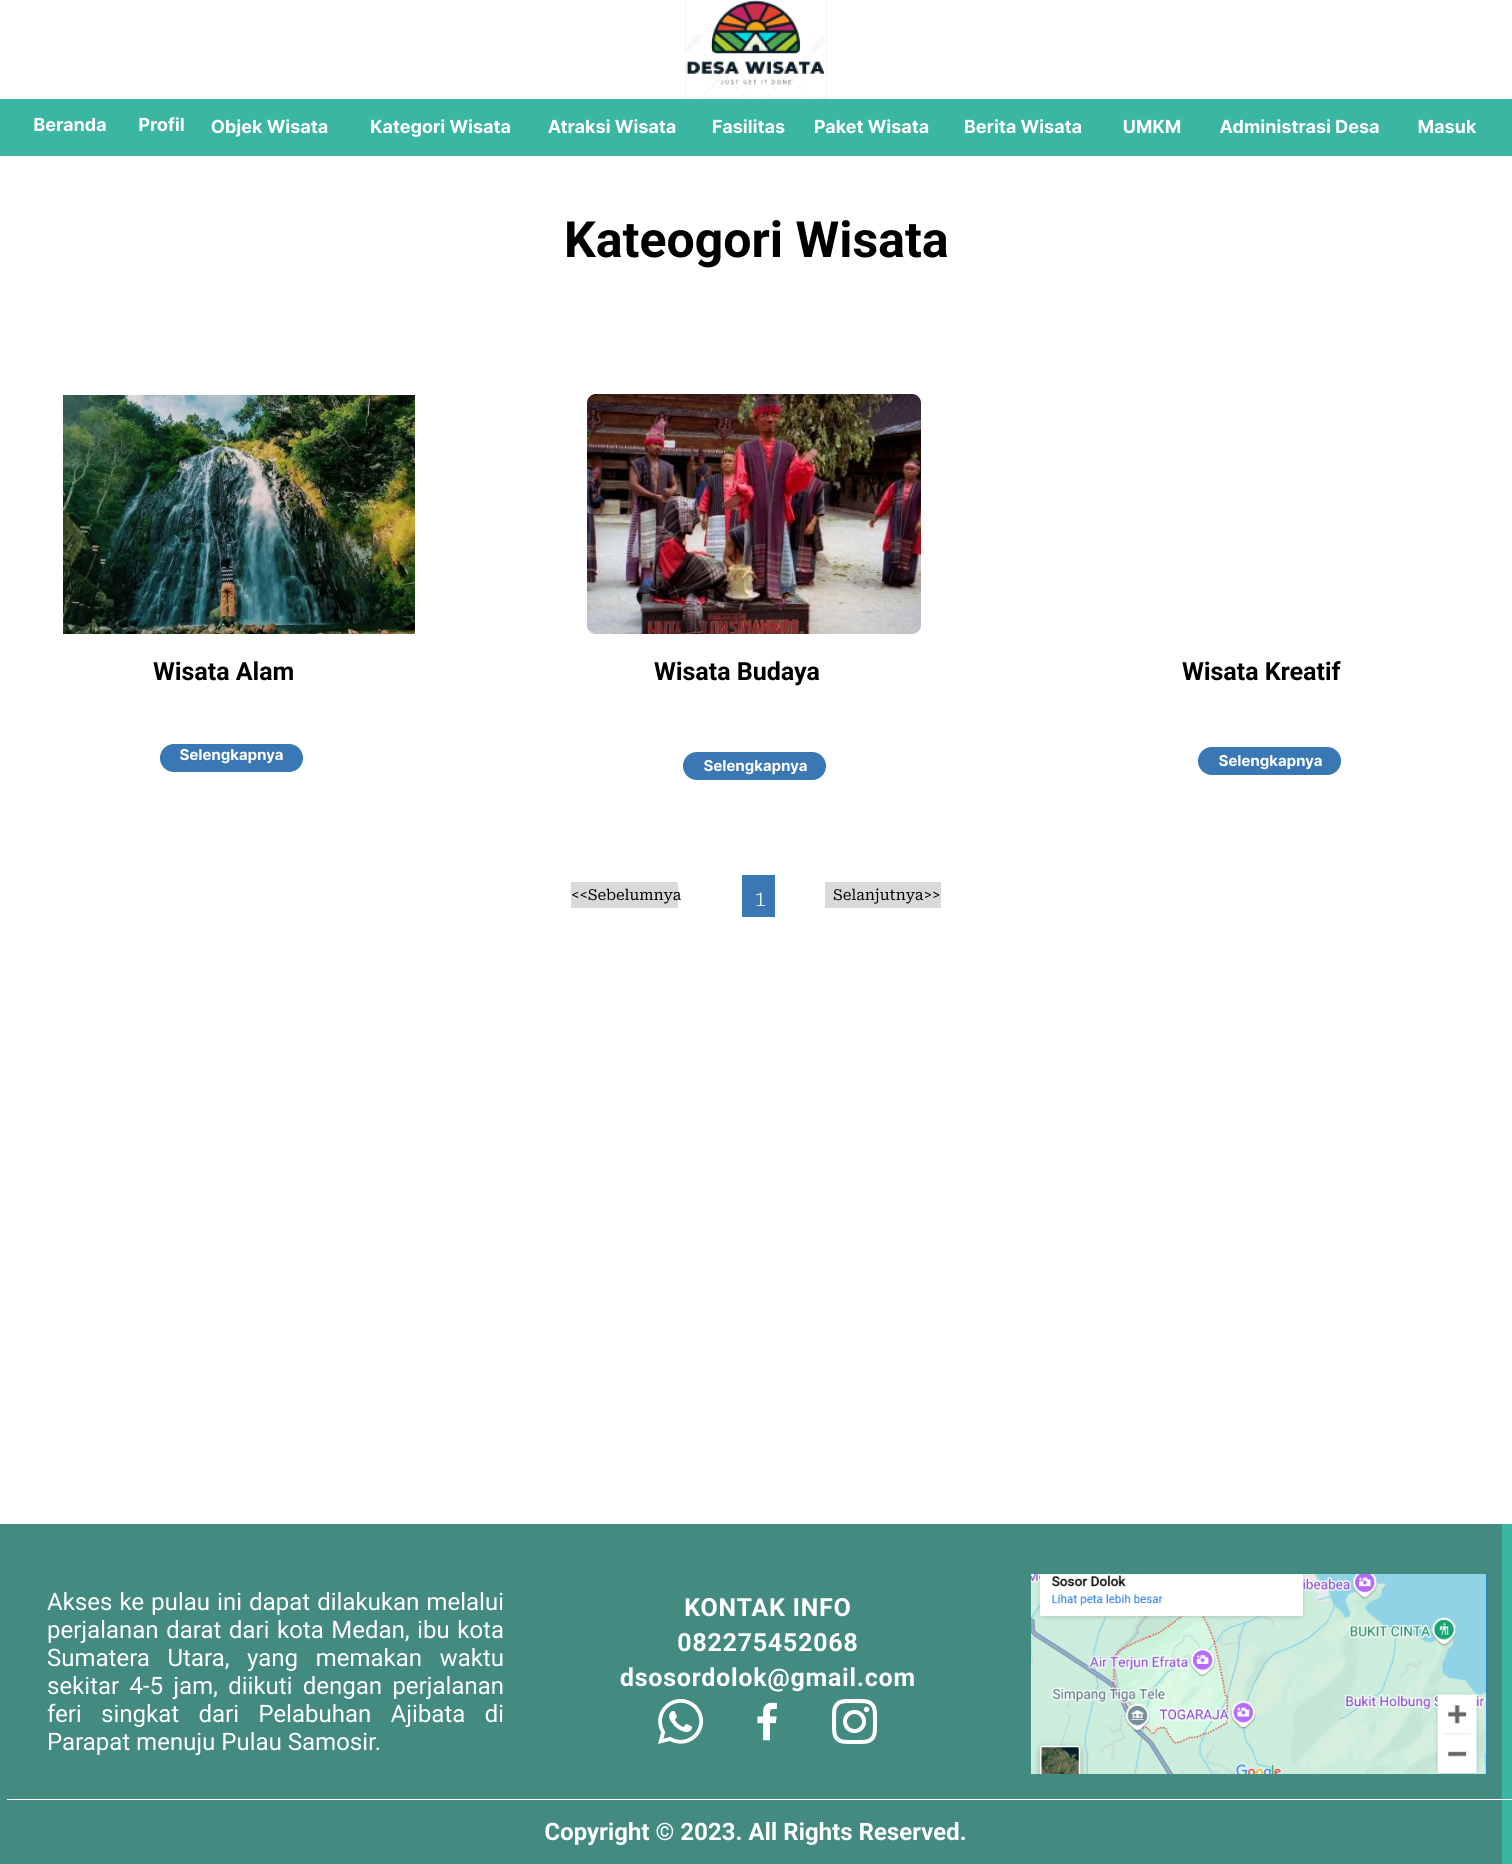 DESA WISATA
JUST GET IT DONE
Beranda Profil Objek Wisata Kategori Wisata Atraksi Wisata Fasilitas Paket Wisata Berita Wisata UMKM Administrasi Desa Masuk
Kateogori Wisata
Wisata Alam Wisata Budaya Wisata Kreatif
Selengkapnya Selengkapnya Selengkapnya
<<Sebelumnya 1 Selanjutnya>>
Akses ke pulau ini dapat dilakukan melalui
perjalanan darat dari kota Medan, ibu kota
Sumatera Utara, yang memakan waktu
sekitar 4-5 jam, diikuti dengan perjalanan
feri singkat dari Pelabuhan Ajibata di
Parapat menuju Pulau Samosir.
KONTAK INFO
082275452068
dsosordolok@gmail.com
Sosor Dolok
Lihat peta lebih besar
ibeabea
BUKIT CINTA
Air Terjun Efrata
Simpang Tiga Tele
Bukit Holbung S
TOGARAJA
Google
Copyright © 2023. All Rights Reserved.